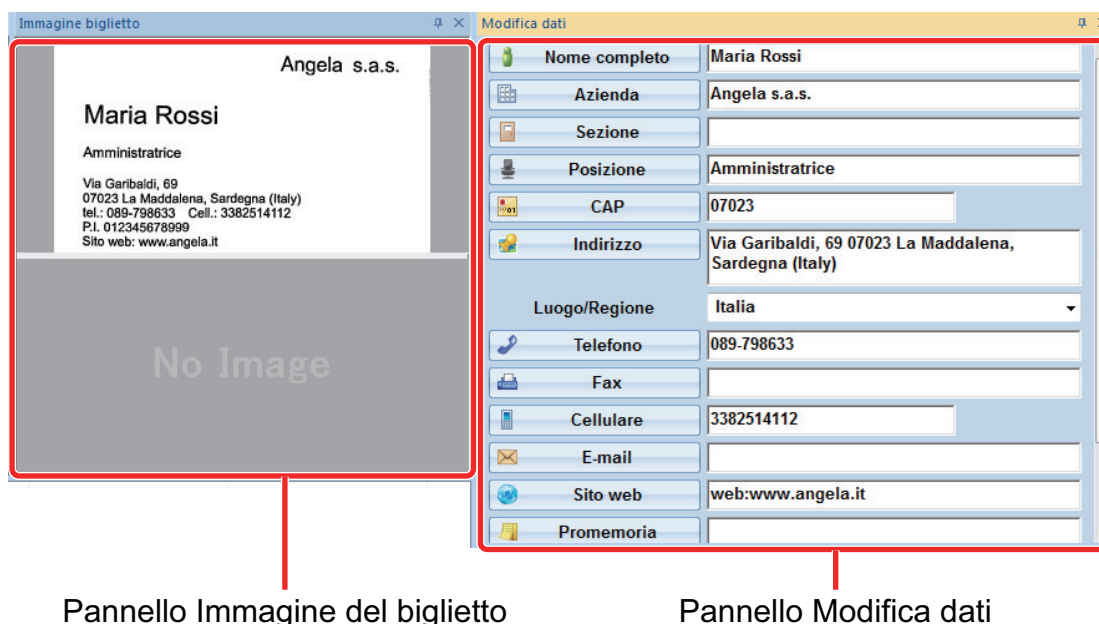 Immagine biglietto
Angela s.a.s.
Maria Rossi
Amministratrice
Via Garibaldi, 69
07023 La Maddalena, Sardegna (Italy)
tel.: 089-798633 Cell.: 3382514112
P.I. 012345678999
Sito web: www.angela.it
No Image
Modifica dati
Nome completo Maria Rossi
Azienda Angela s.a.s.
Sezione
Posizione Amministratrice
CAP 07023
Indirizzo Via Garibaldi, 69 07023 La Maddalena,
Sardegna (Italy)
Luogo/Regione Italia
Telefono 089-798633
Fax
Cellulare 3382514112
E-mail
Sito web web:www.angela.it
Promemoria
Pannello Immagine del biglietto
Pannello Modifica dati